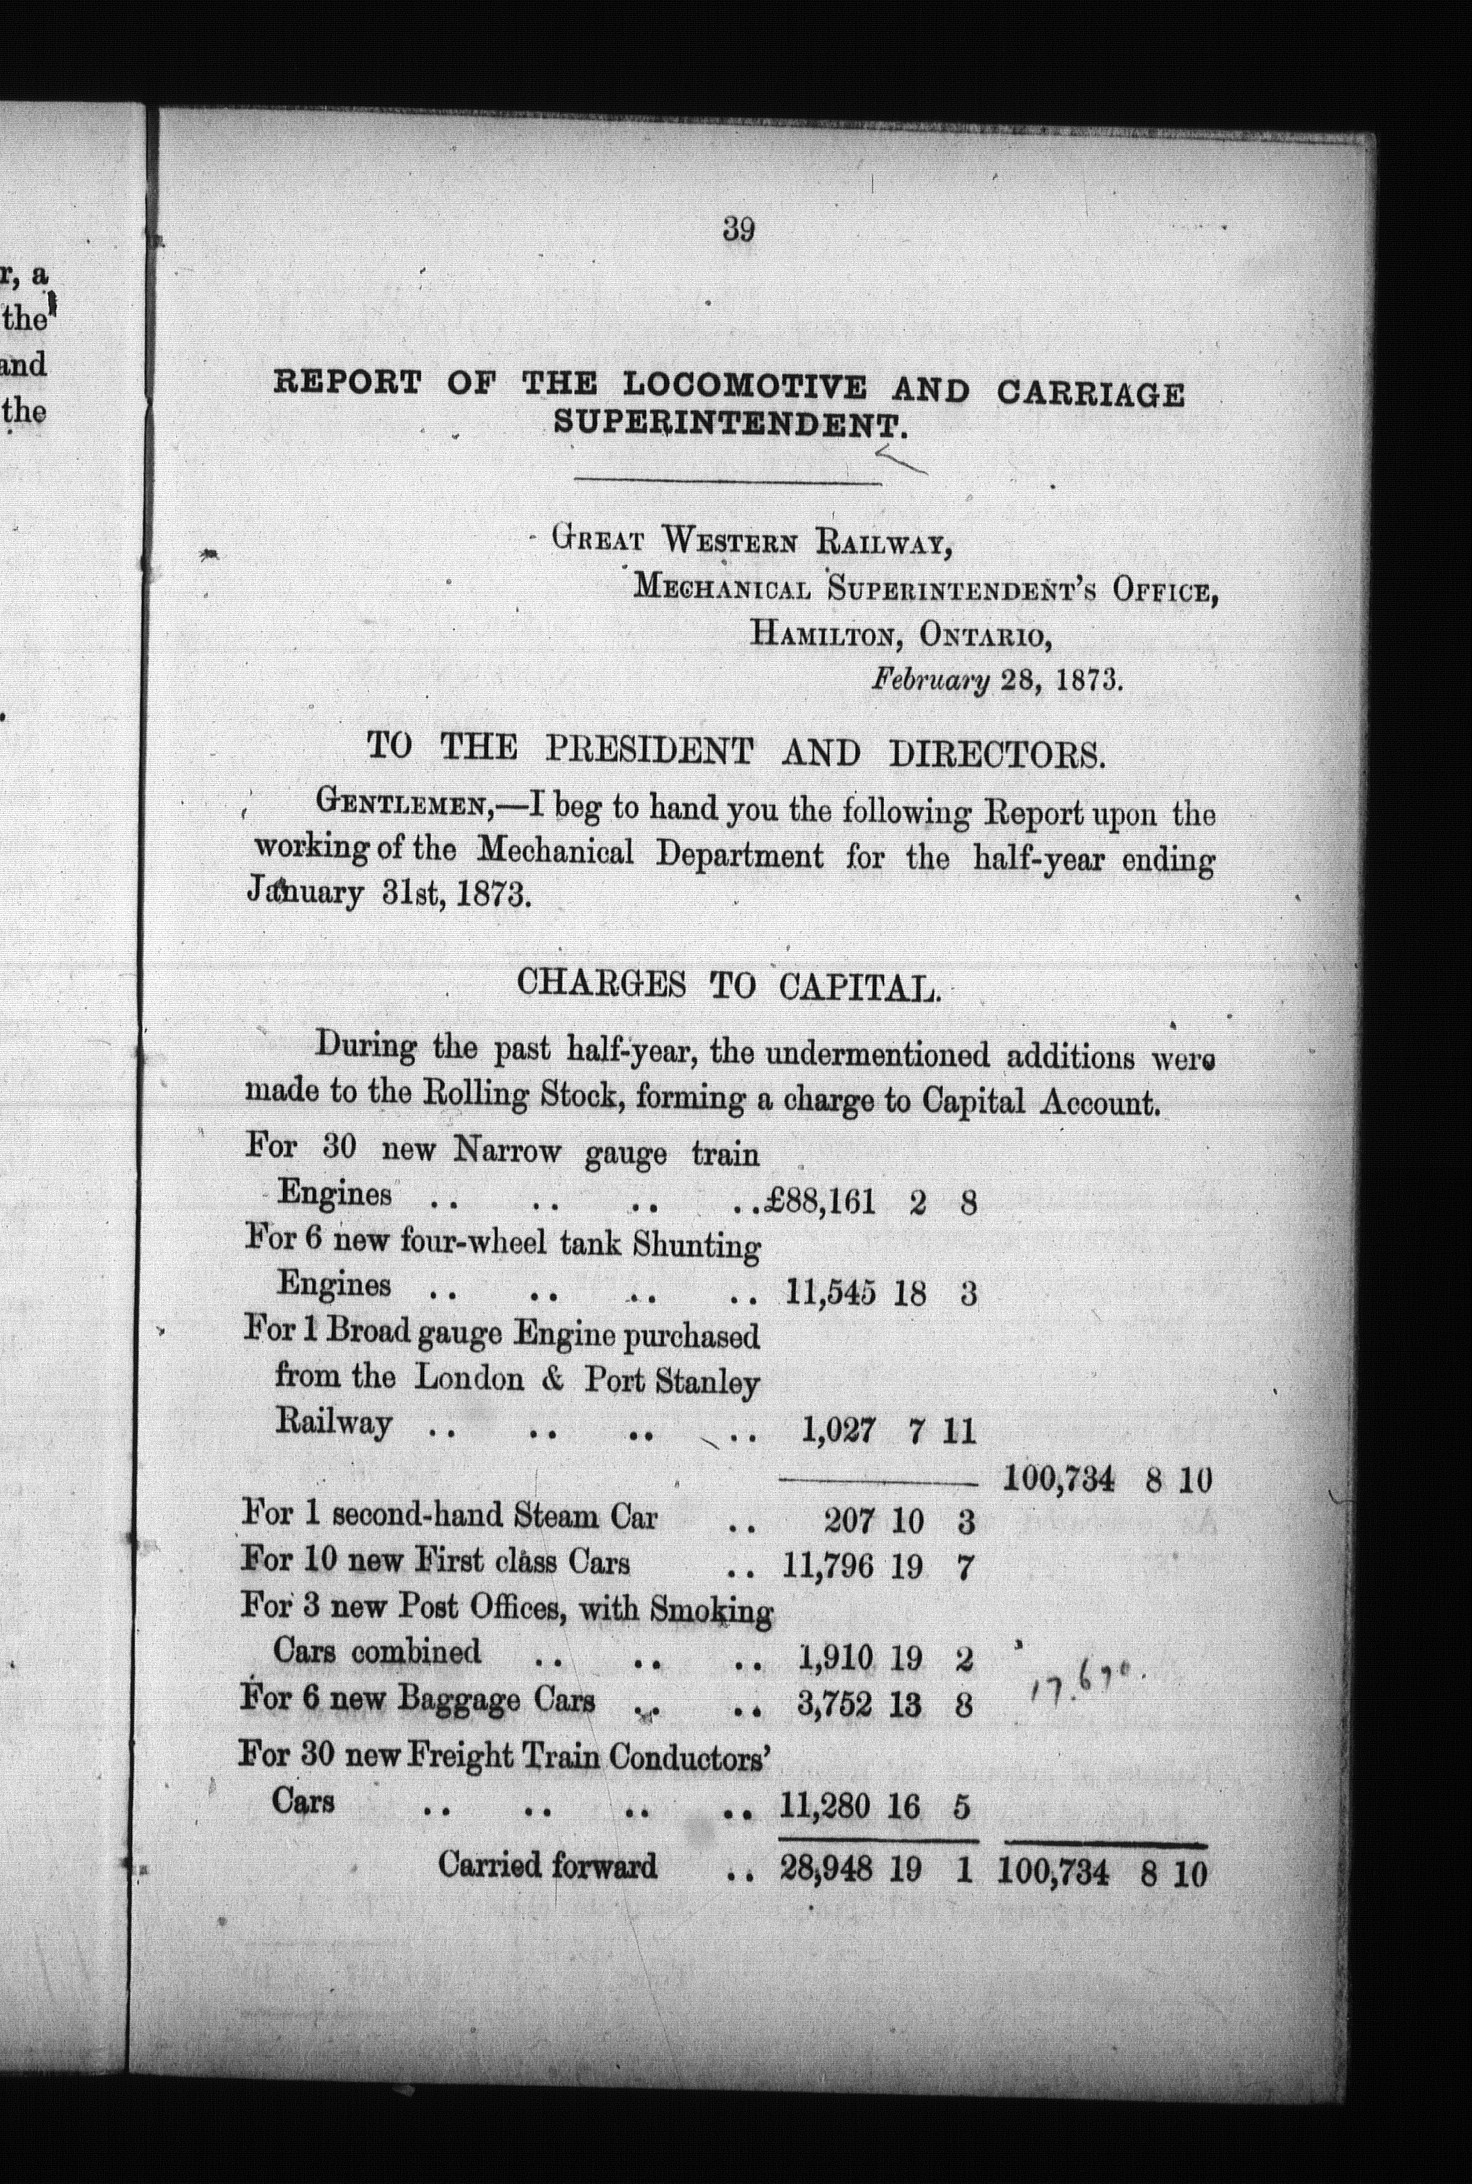 r, a
the
and
the
39
REPORT OF THE LOCOMOTIVE AND CARRIAGE
SUPERINTENDENT.
GREAT WESTERN RAILWAY,
MECHANICAL SUPERINTENDENT'S OFFICE,
HAMILTON, ONTARIO,
February 28, 1873.
TO THE PRESIDENT AND DIRECTORS.
GENTLEMEN,—I beg to hand you the following Report upon the
working of the Mechanical Department for the half-year ending
January 31st, 1873.
CHARGES TO CAPITAL.
During the past half-year, the undermentioned additions were
made to the Rolling Stock, forming a charge to Capital Account.
For 30 new Narrow gauge train
Engines .. .. .. ..£88,161 2 8
For 6 new four-wheel tank Shunting
Engines .. .. .. .. 11,545 18 3
For 1 Broad gauge Engine purchased
from the London & Port Stanley
Railway .. .. .. .. 1,027 7 11
100,734 8 10
For 1 second-hand Steam Car .. 207 10 3
For 10 new First class Cars .. 11,796 19 7
For 3 new Post Offices, with Smoking
Cars combined .. .. .. 1,910 19 2
For 6 new Baggage Cars .. .. 3,752 13 8
For 30 new Freight Train Conductors'
Cars .. .. .. .. 11,280 16 5
Carried forward .. 28,948 19 1 100,734 8 10